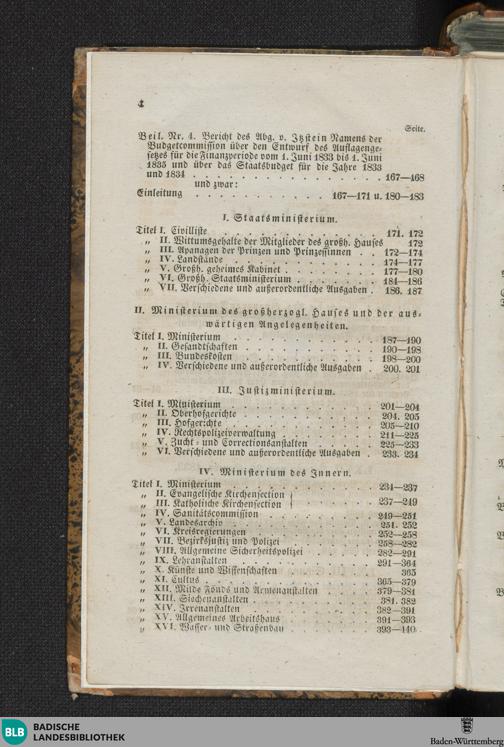 4
Seite.
Beil. Nr. 4. Bericht des Abg. v. Itzstein Namens der
Budgetcommission über den Entwurf des Auflagenge-
setzes für die Finanzperiode vom 1. Juni 1833 bis 1. Juni
1835 und über das Staatsbudget für die Jahre 1833
und 1834 . . . . . . . . . . . 167—168
und zwar:
Einleitung . . . . . . . . 167—171 u. 180—183
I. Staatsministerium.
Titel I. Civilliste . . . . . . . . . . 171. 172
„ II. Wittumsgehalte der Mitglieder des großh. Hauses 172
„ III. Apanagen der Prinzen und Prinzessinnen . . 172—174
„ IV. Landstände . . . . . . . . . 174—177
„ V. Großh. geheimes Kabinet . . . . . . 177—180
„ VI. Großh. Staatsministerium . . . . . . 184—186
„ VII. Verschiedene und außerordentliche Ausgaben . 186. 187
II. Ministerium des großherzogl. Hauses und der aus-
wärtigen Angelegenheiten.
Titel I. Ministerium . . . . . . . . . 187—190
„ II. Gesandtschaften . . . . . . . . 190—198
„ III. Bundeskosten . . . . . . . . 198—200
„ IV. Verschiedene und außerordentliche Ausgaben . 200. 201
III. Justizministerium.
Titel I. Ministerium . . . . . . . . . 201—204
„ II. Oberhofgerichte . . . . . . . . 204. 205
„ III. Hofgerichte . . . . . . . . . 205—210
„ IV. Rechtspolizeiverwaltung . . . . . . 211—225
„ V. Zucht- und Correctionsanstalten . . . . 225—233
„ VI. Verschiedene und außerordentliche Ausgaben . 233. 234
IV. Ministerium des Innern.
Titel I. Ministerium . . . . . . . . . 234—237
„ II. Evangelische Kirchensection
„ III. Katholische Kirchensection } . . . . . 237—249
„ IV. Sanitätscommission . . . . . . . 249—251
„ V. Landesarchiv . . . . . . . . . 251. 252
„ VI. Kreisregierungen . . . . . . . . 252—258
„ VII. Bezirksjustiz und Polizei . . . . . . 258—282
„ VIII. Allgemeine Sicherheitspolizei . . . . . 282—291
„ IX. Lehranstalten . . . . . . . . . 291—364
„ X. Künste und Wissenschaften . . . . . . 365
„ XI. Cultus . . . . . . . . . . 365—379
„ XII. Milde Fonds und Armenanstalten . . . . 379—381
„ XIII. Siechenanstalten . . . . . . . . 381. 382
„ XIV. Irrenanstalten . . . . . . . . 382—391
„ XV. Allgemeines Arbeitshaus . . . . . . 391—393
„ XVI. Wasser- und Straßenbau . . . . . . 393—440
BLB
BADISCHE
LANDESBIBLIOTHEK
Baden-Württemberg